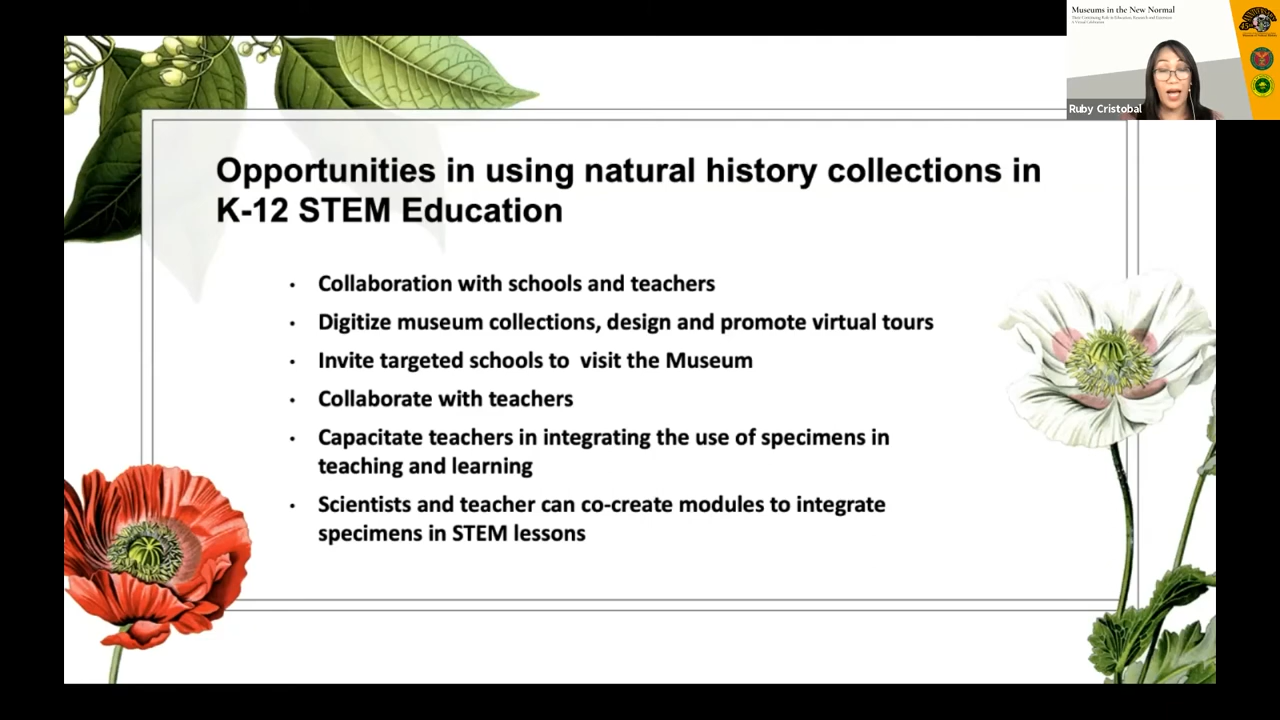 Museums in the New Normal
Their Continuing Role in Education, Research and Extension
A Virtual Celebration
Ruby Cristobal
Opportunities in using natural history collections in
K-12 STEM Education
• Collaboration with schools and teachers
• Digitize museum collections, design and promote virtual tours
• Invite targeted schools to visit the Museum
• Collaborate with teachers
• Capacitate teachers in integrating the use of specimens in
teaching and learning
• Scientists and teacher can co-create modules to integrate
specimens in STEM lessons